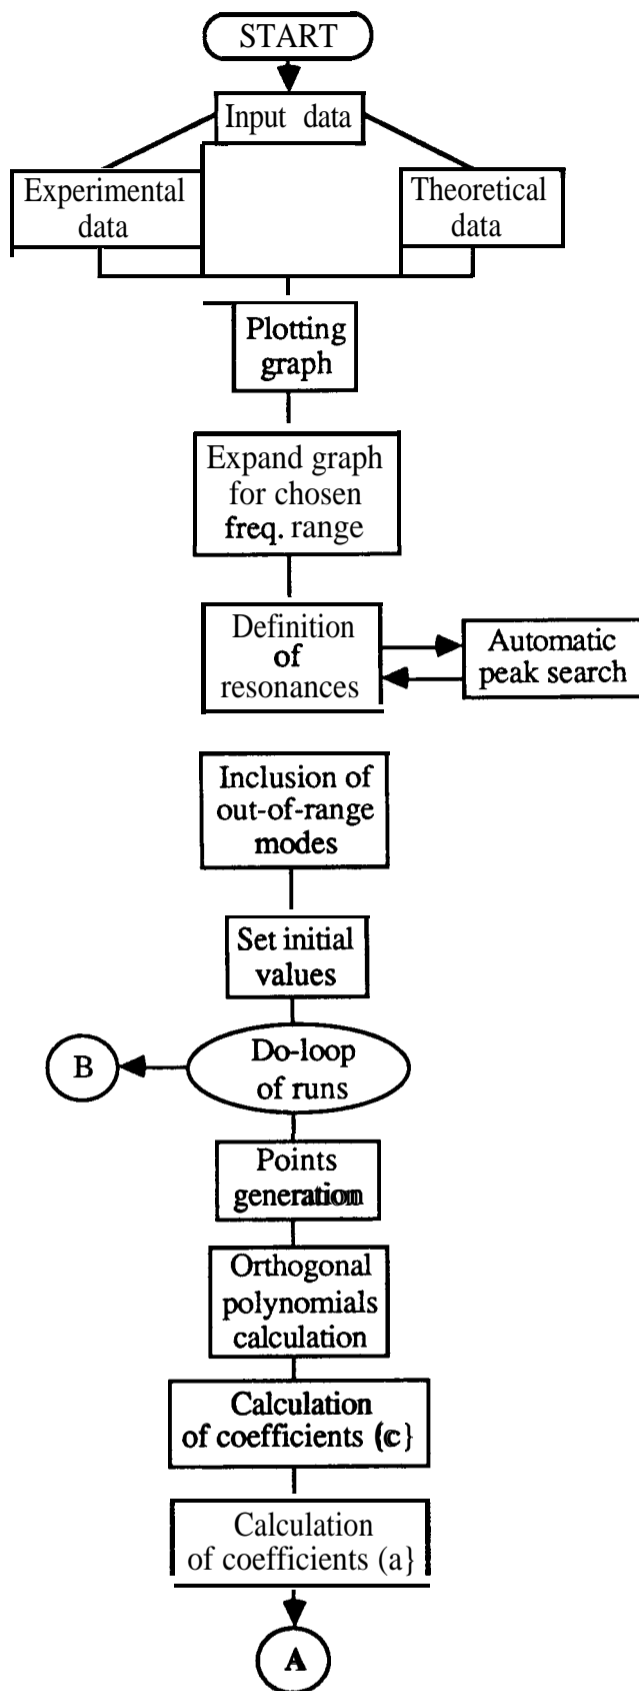 START
Input data
Experimental
data
Theoretical
data
Plotting
graph
Expand graph
for chosen
freq. range
Definition
of
resonances
Automatic
peak search
Inclusion of
out-of-range
modes
Set initial
values
Do-loop
of runs
B
Points
generation
Orthogonal
polynomials
calculation
Calculation
of coefficients {c}
Calculation
of coefficients (a}
A